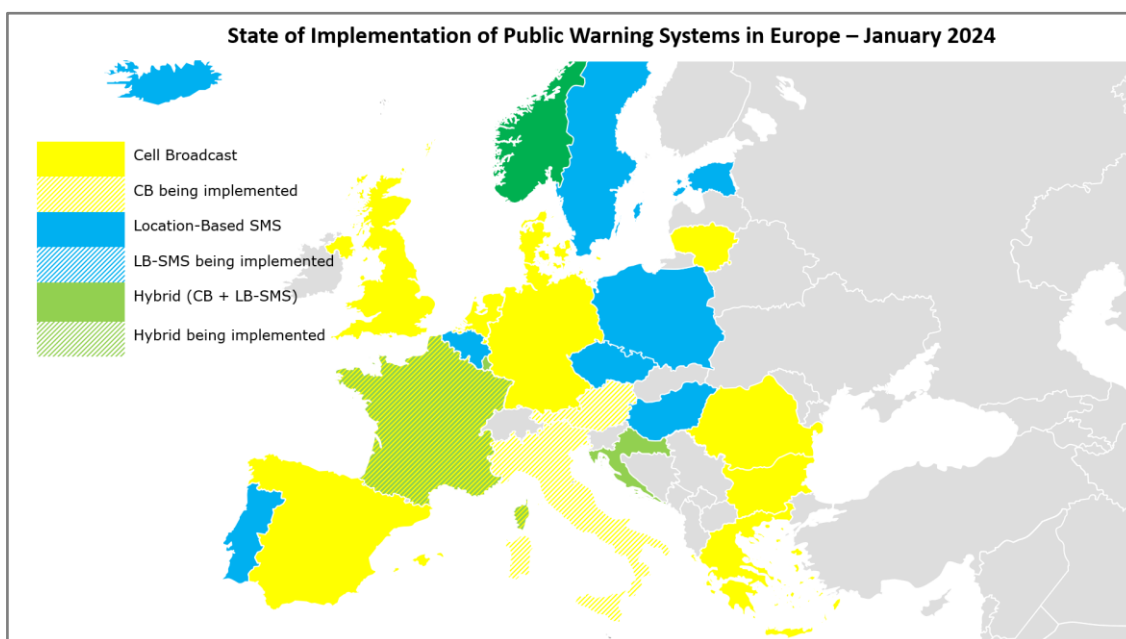 State of Implementation of Public Warning Systems in Europe – January 2024
Cell Broadcast
CB being implemented
Location-Based SMS
LB-SMS being implemented
Hybrid (CB + LB-SMS)
Hybrid being implemented